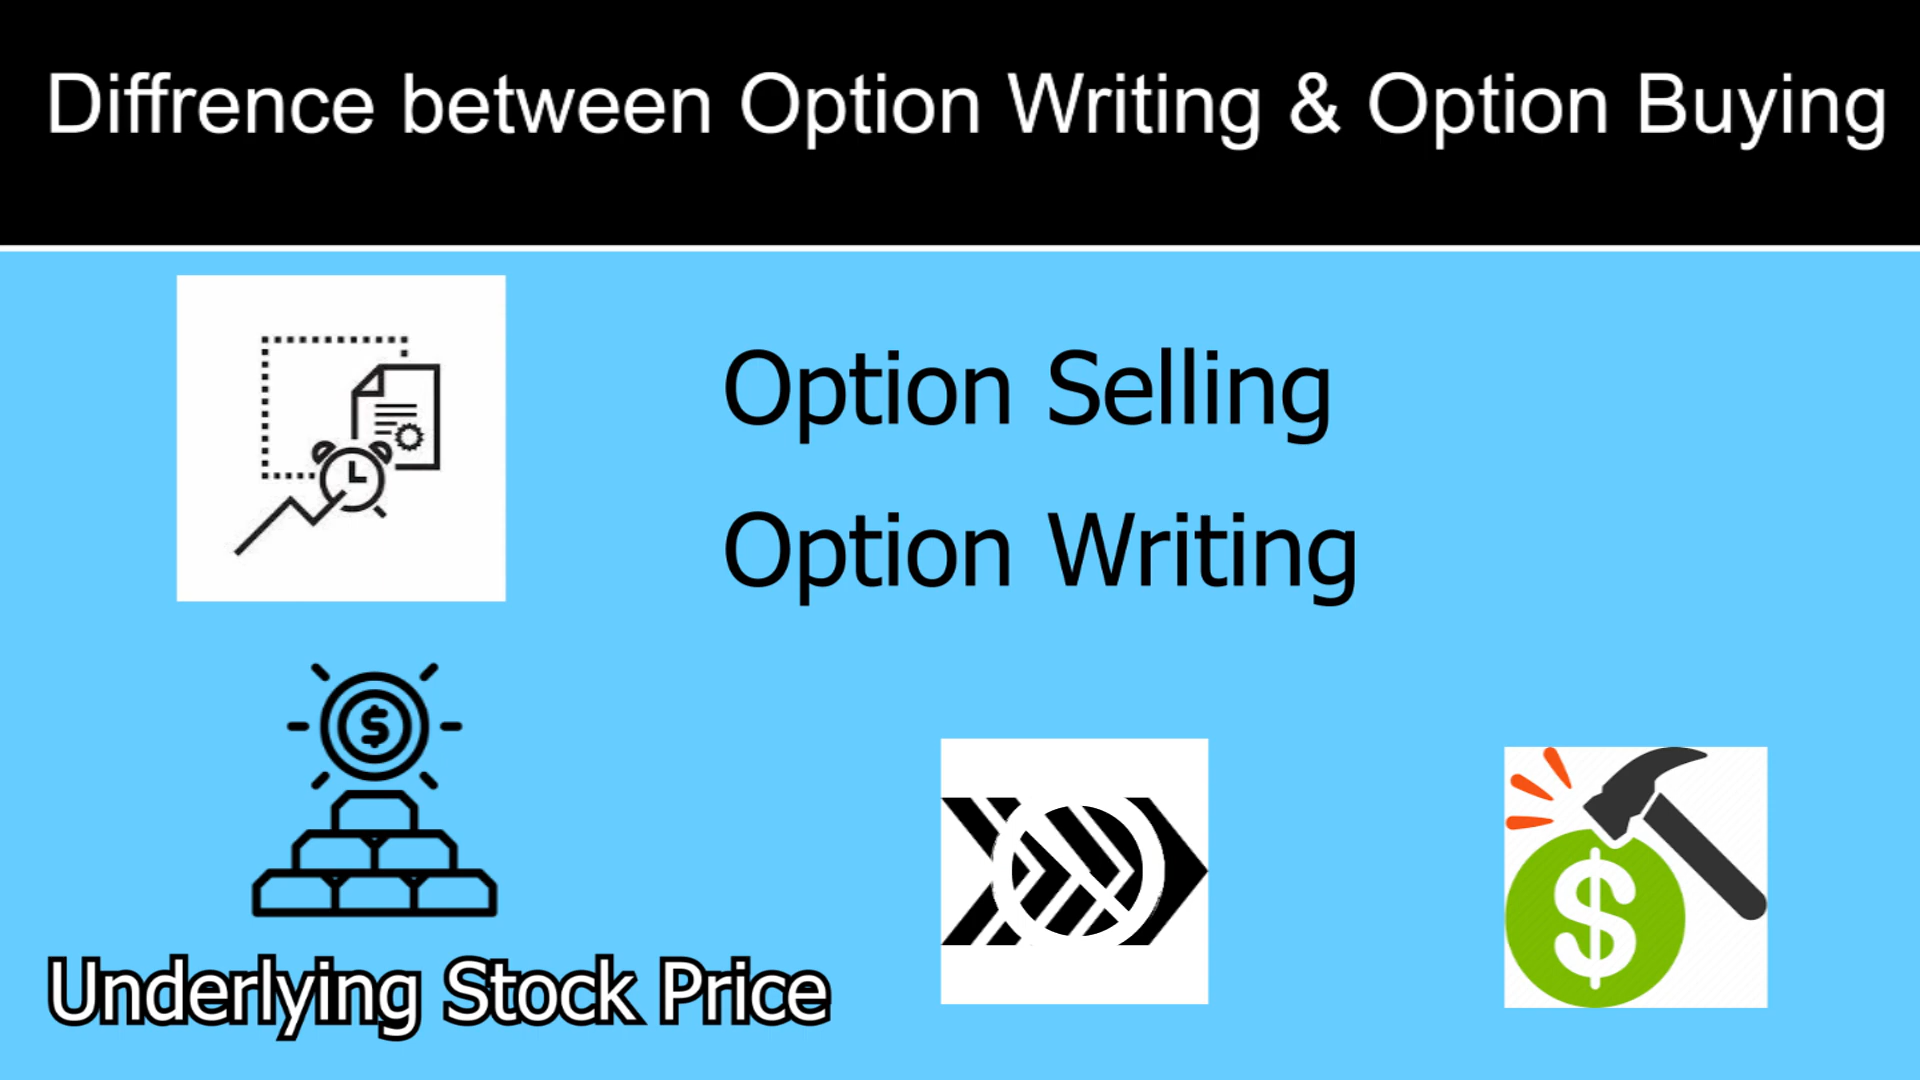 Diffrence between Option Writing & Option Buying
Option Selling
Option Writing
$
Underlying Stock Price
$